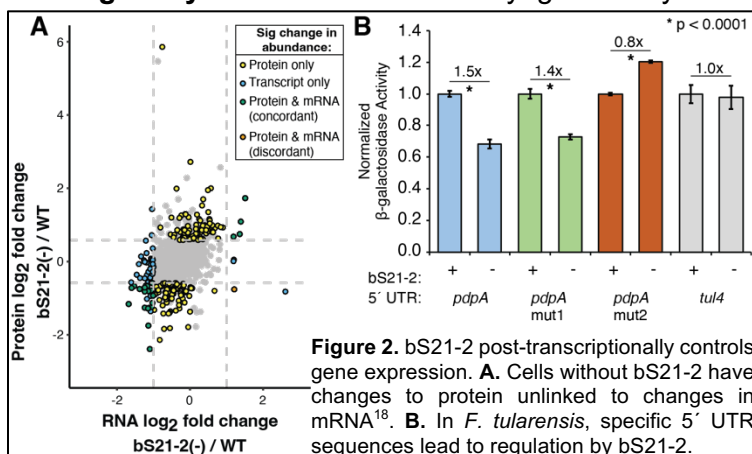 A
Sig change in
abundance:
Protein only
Transcript only
Protein & mRNA
(concordant)
Protein & mRNA
(discordant)
6
4
2
0
-2
-2
0
2
Protein log2 fold change
bS21-2(-) / WT
RNA log2 fold change
bS21-2(-) / WT
B
* p < 0.0001
1.5x
*
1.4x
*
0.8x
*
1.0x
1.4
1.2
1.0
0.8
0.6
0.4
0.2
0.0
Normalized
β-galactosidase Activity
bS21-2: + - + - + - + -
5´ UTR: pdpA pdpA mut1 pdpA mut2 tul4
Figure 2. bS21-2 post-transcriptionally controls
gene expression. A. Cells without bS21-2 have
changes to protein unlinked to changes in
mRNA18. B. In F. tularensis, specific 5´ UTR
sequences lead to regulation by bS21-2.